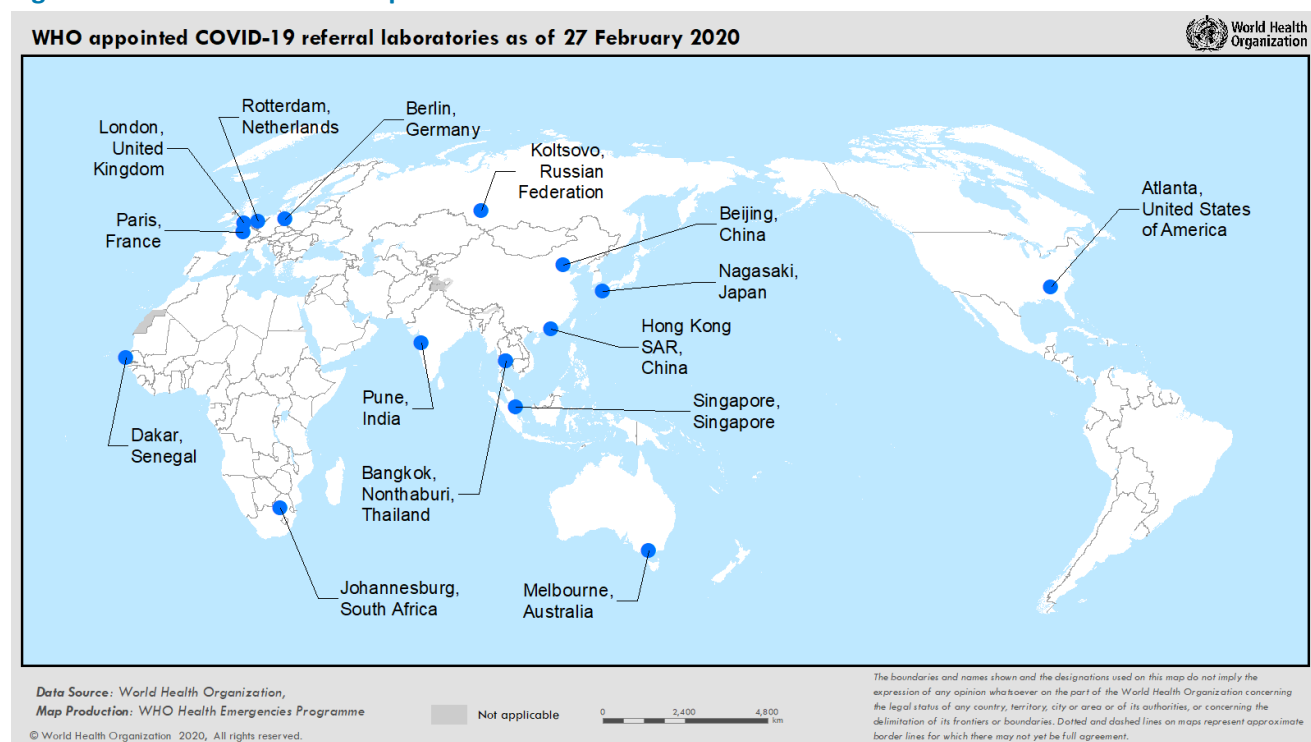 WHO appointed COVID-19 referral laboratories as of 27 February 2020
World Health
Organization
Rotterdam,
Netherlands
Berlin,
Germany
London,
United
Kingdom
Koltsovo,
Russian
Federation
Paris,
France
Beijing,
China
Atlanta,
United States
of America
Nagasaki,
Japan
Hong Kong
SAR,
China
Pune,
India
Singapore,
Singapore
Dakar,
Senegal
Bangkok,
Nonthaburi,
Thailand
Johannesburg,
South Africa
Melbourne,
Australia
Data Source: World Health Organization,
Map Production: WHO Health Emergencies Programme
© World Health Organization 2020, All rights reserved.
Not applicable
0 2,400 4,800
km
The boundaries and names shown and the designations used on this map do not imply the
expression of any opinion whatsoever on the part of the World Health Organization concerning
the legal status of any country, territory, city or area or of its authorities, or concerning the
delimitation of its frontiers or boundaries. Dotted and dashed lines on maps represent approximate
border lines for which there may not yet be full agreement.